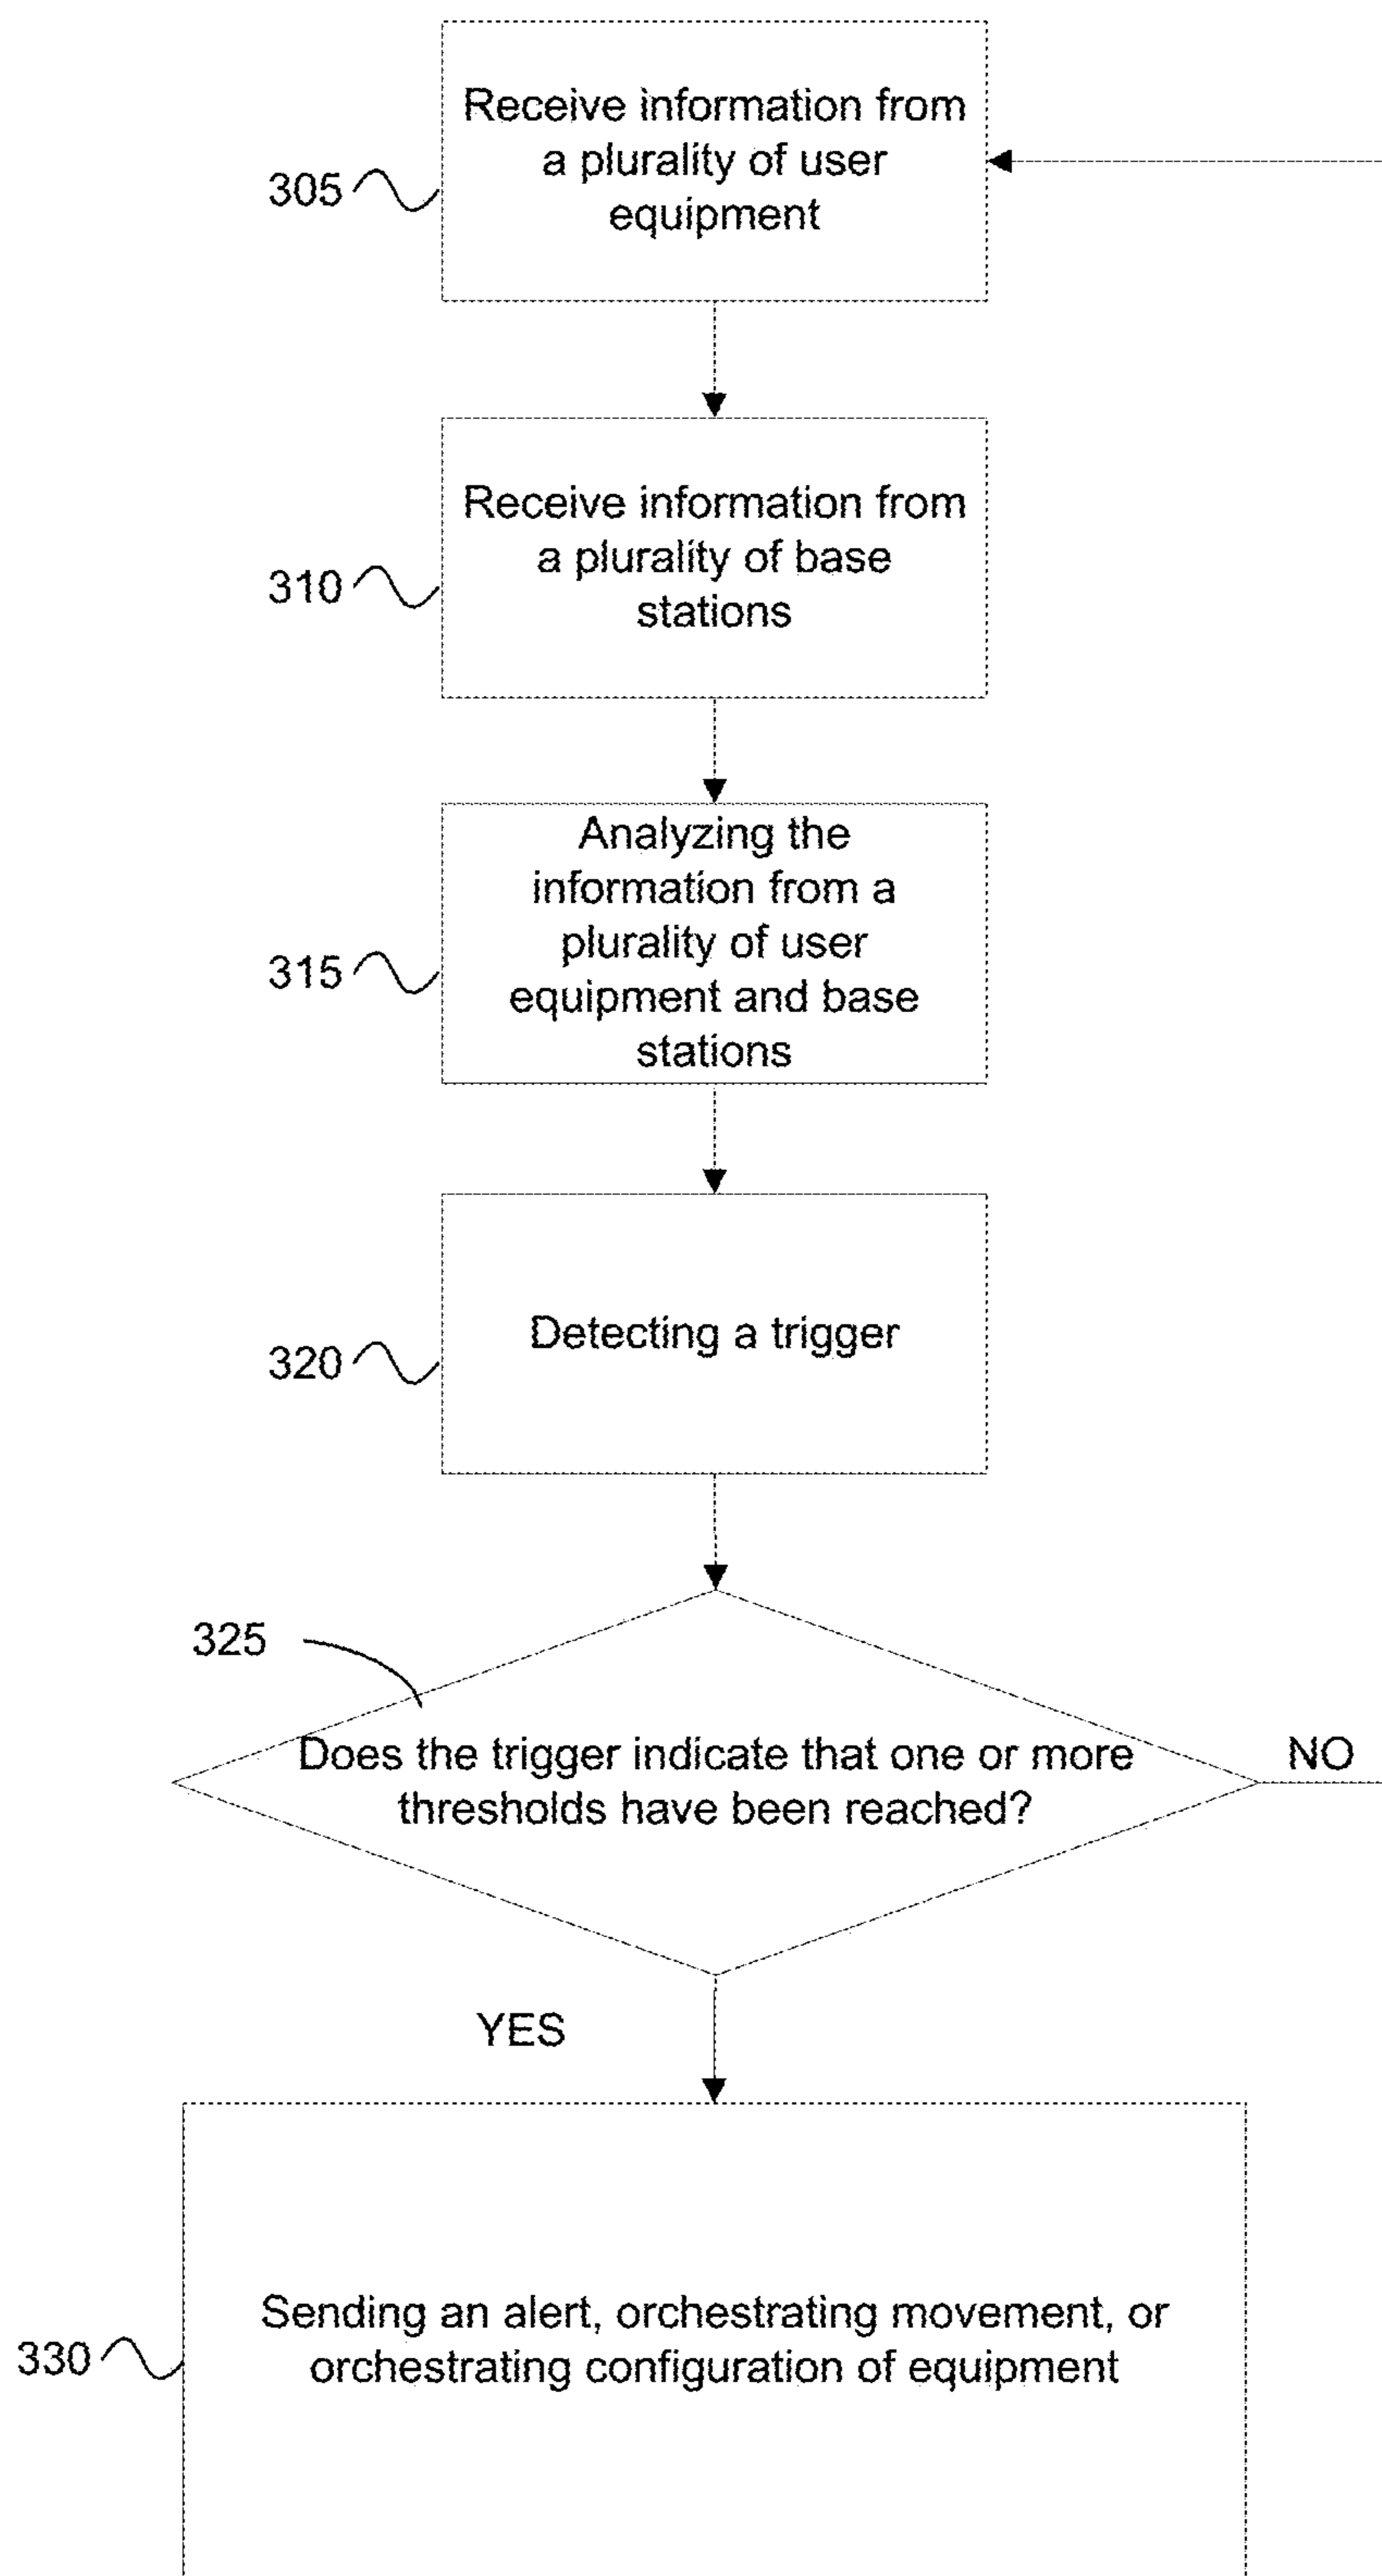 Receive information from
a plurality of user
equipment
305
Receive information from
a plurality of base
stations
310
Analyzing the
information from a
plurality of user
equipment and base
stations
315
Detecting a trigger
320
325
Does the trigger indicate that one or more
thresholds have been reached?
NO
YES
Sending an alert, orchestrating movement, or
orchestrating configuration of equipment
330